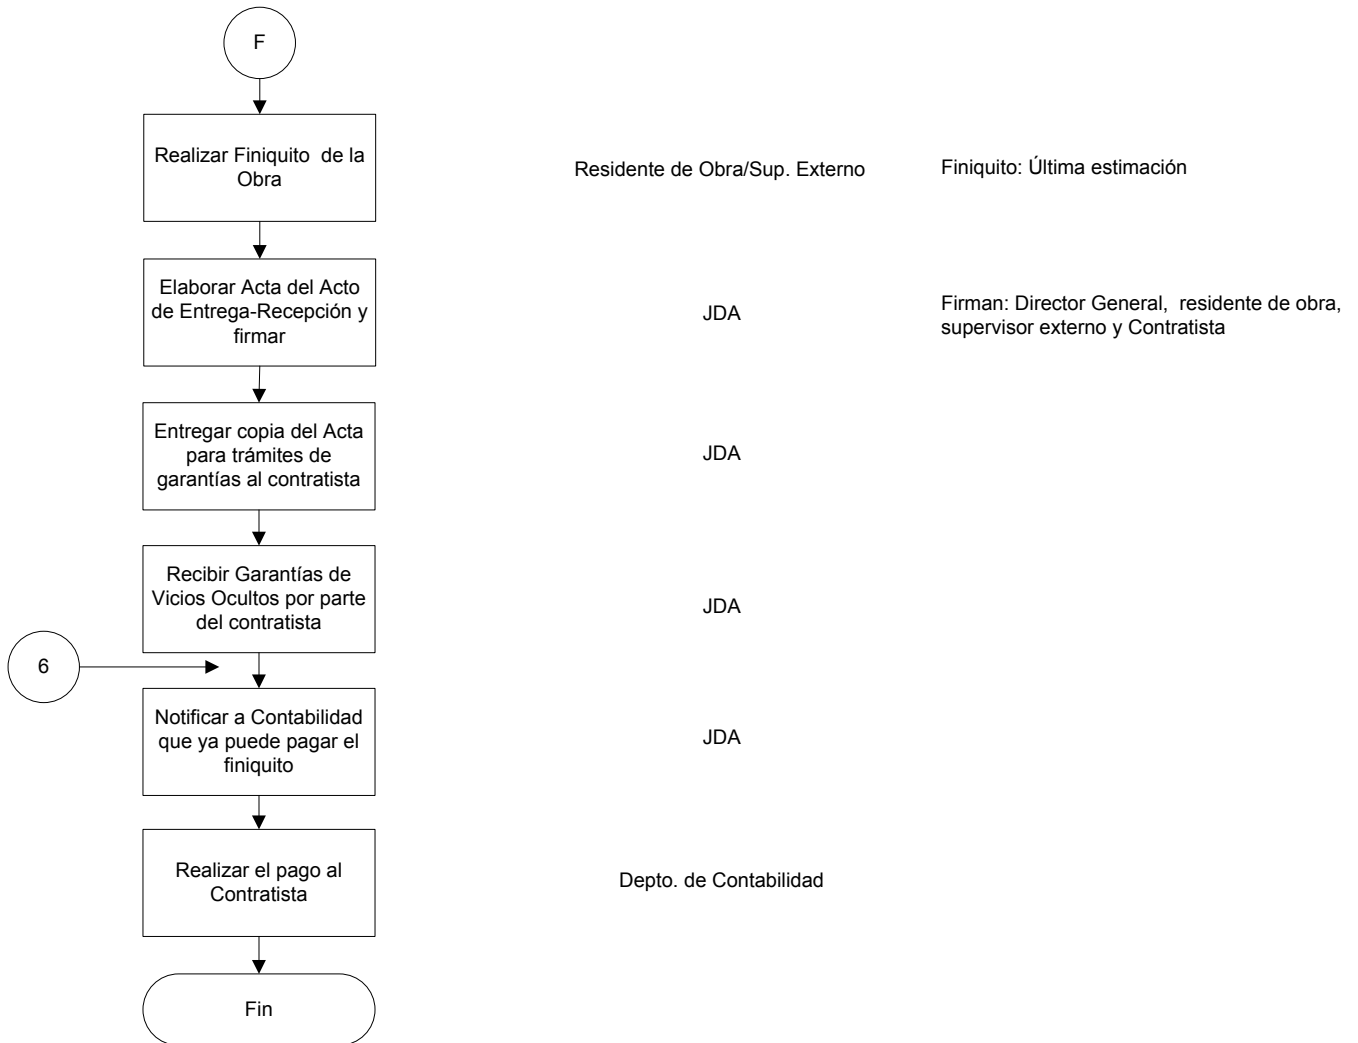 F
Realizar Finiquito de la
Obra
Residente de Obra/Sup. Externo
Finiquito: Última estimación
Elaborar Acta del Acto
de Entrega-Recepción y
firmar
JDA
Firman: Director General, residente de obra,
supervisor externo y Contratista
Entregar copia del Acta
para trámites de
garantías al contratista
JDA
Recibir Garantías de
Vicios Ocultos por parte
del contratista
JDA
6
Notificar a Contabilidad
que ya puede pagar el
finiquito
JDA
Realizar el pago al
Contratista
Depto. de Contabilidad
Fin